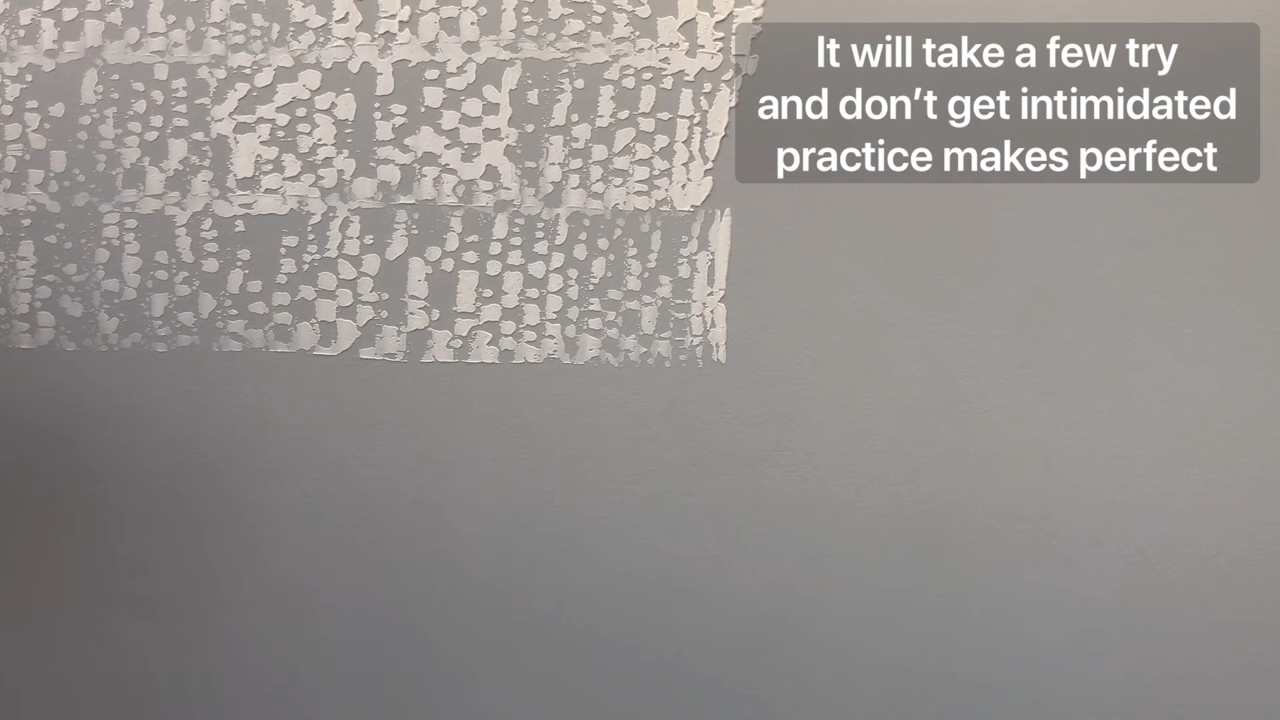 It will take a few try
and don’t get intimidated
practice makes perfect